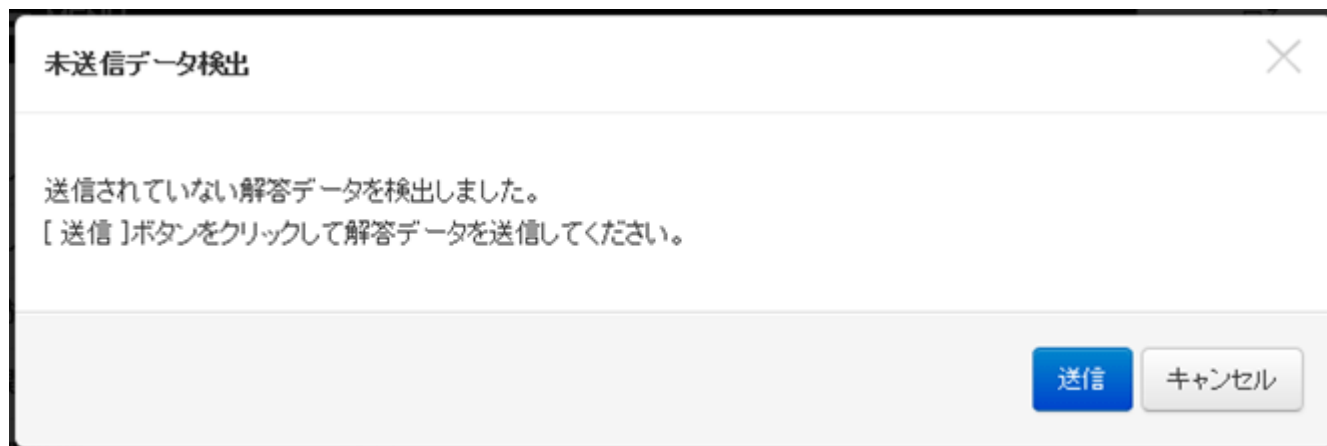 未送信データ検出
送信されていない解答データを検出しました。
[ 送信 ]ボタンをクリックして解答データを送信してください。
送信
キャンセル